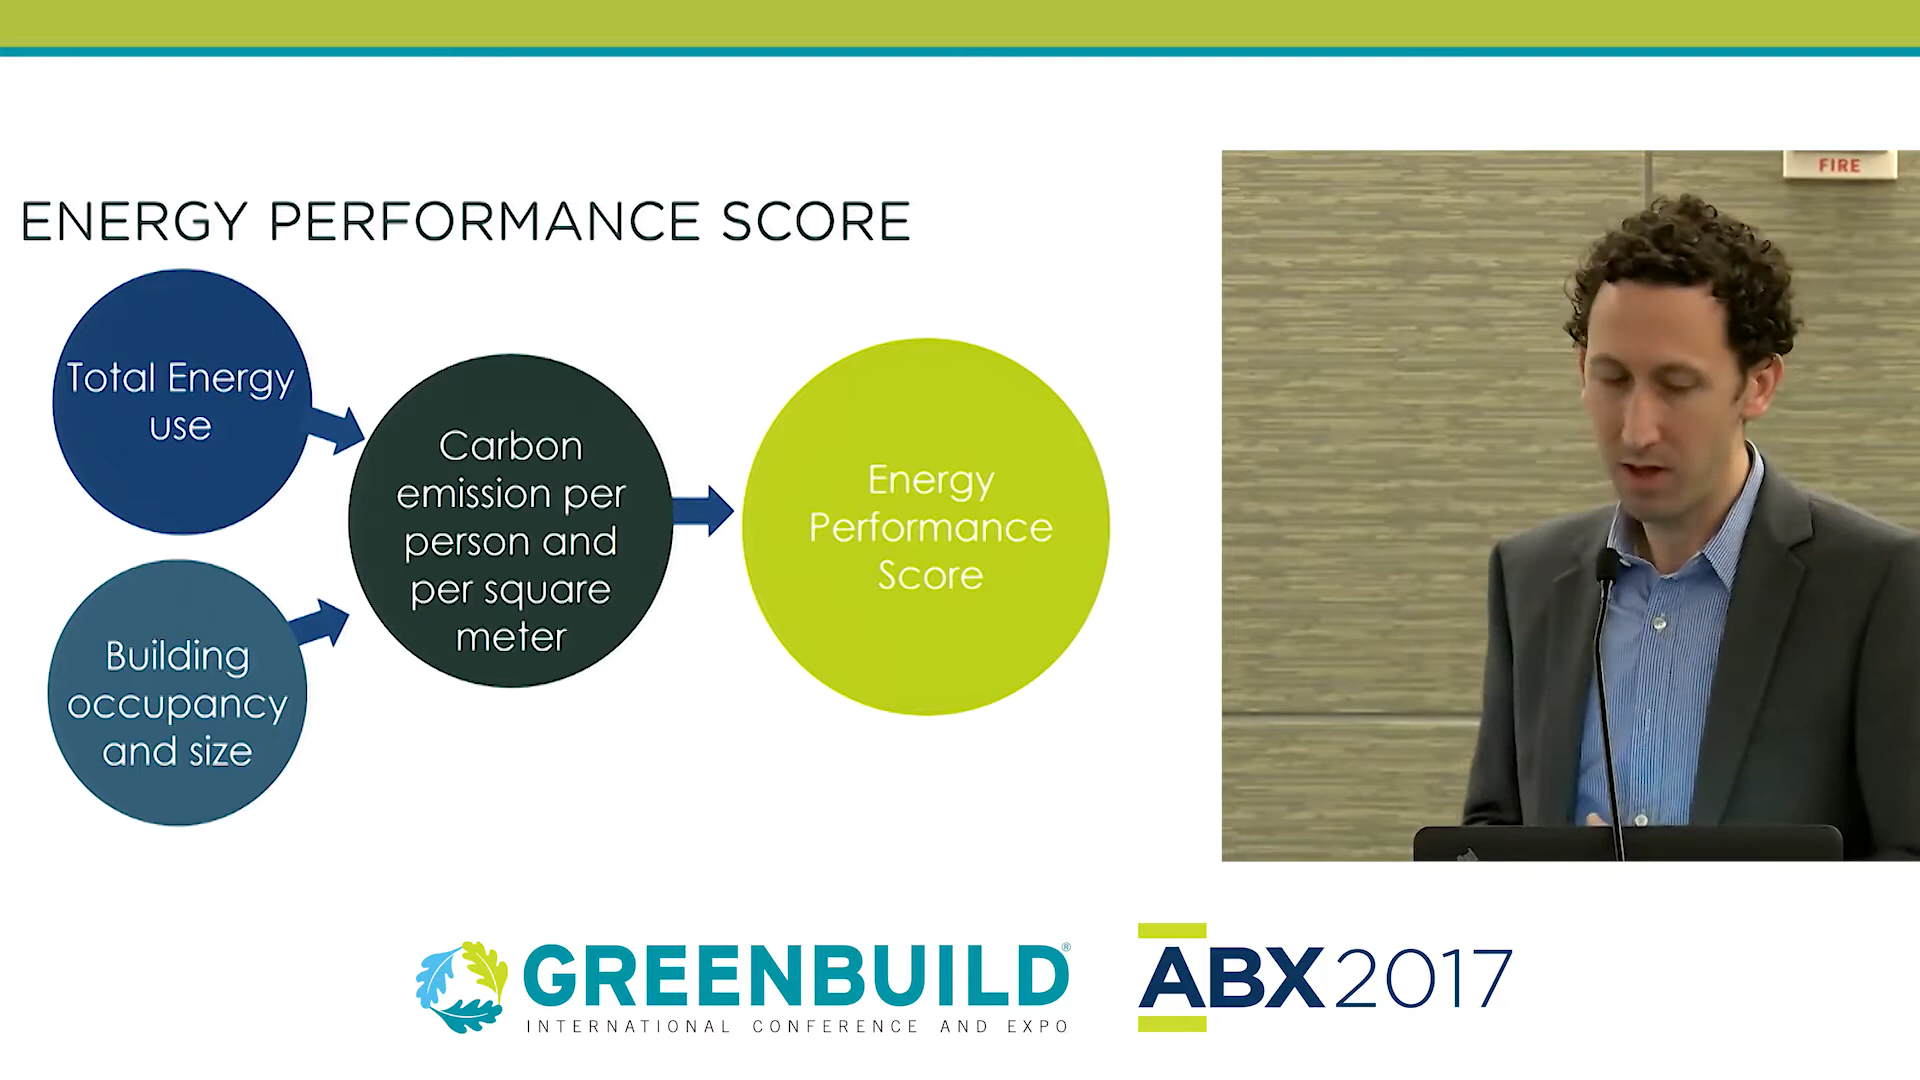 ENERGY PERFORMANCE SCORE
Total Energy
use
Building
occupancy
and size
Carbon
emission per
person and
per square
meter
Energy
Performance
Score
FIRE
GREENBUILD®
INTERNATIONAL CONFERENCE AND EXPO
ABX2017